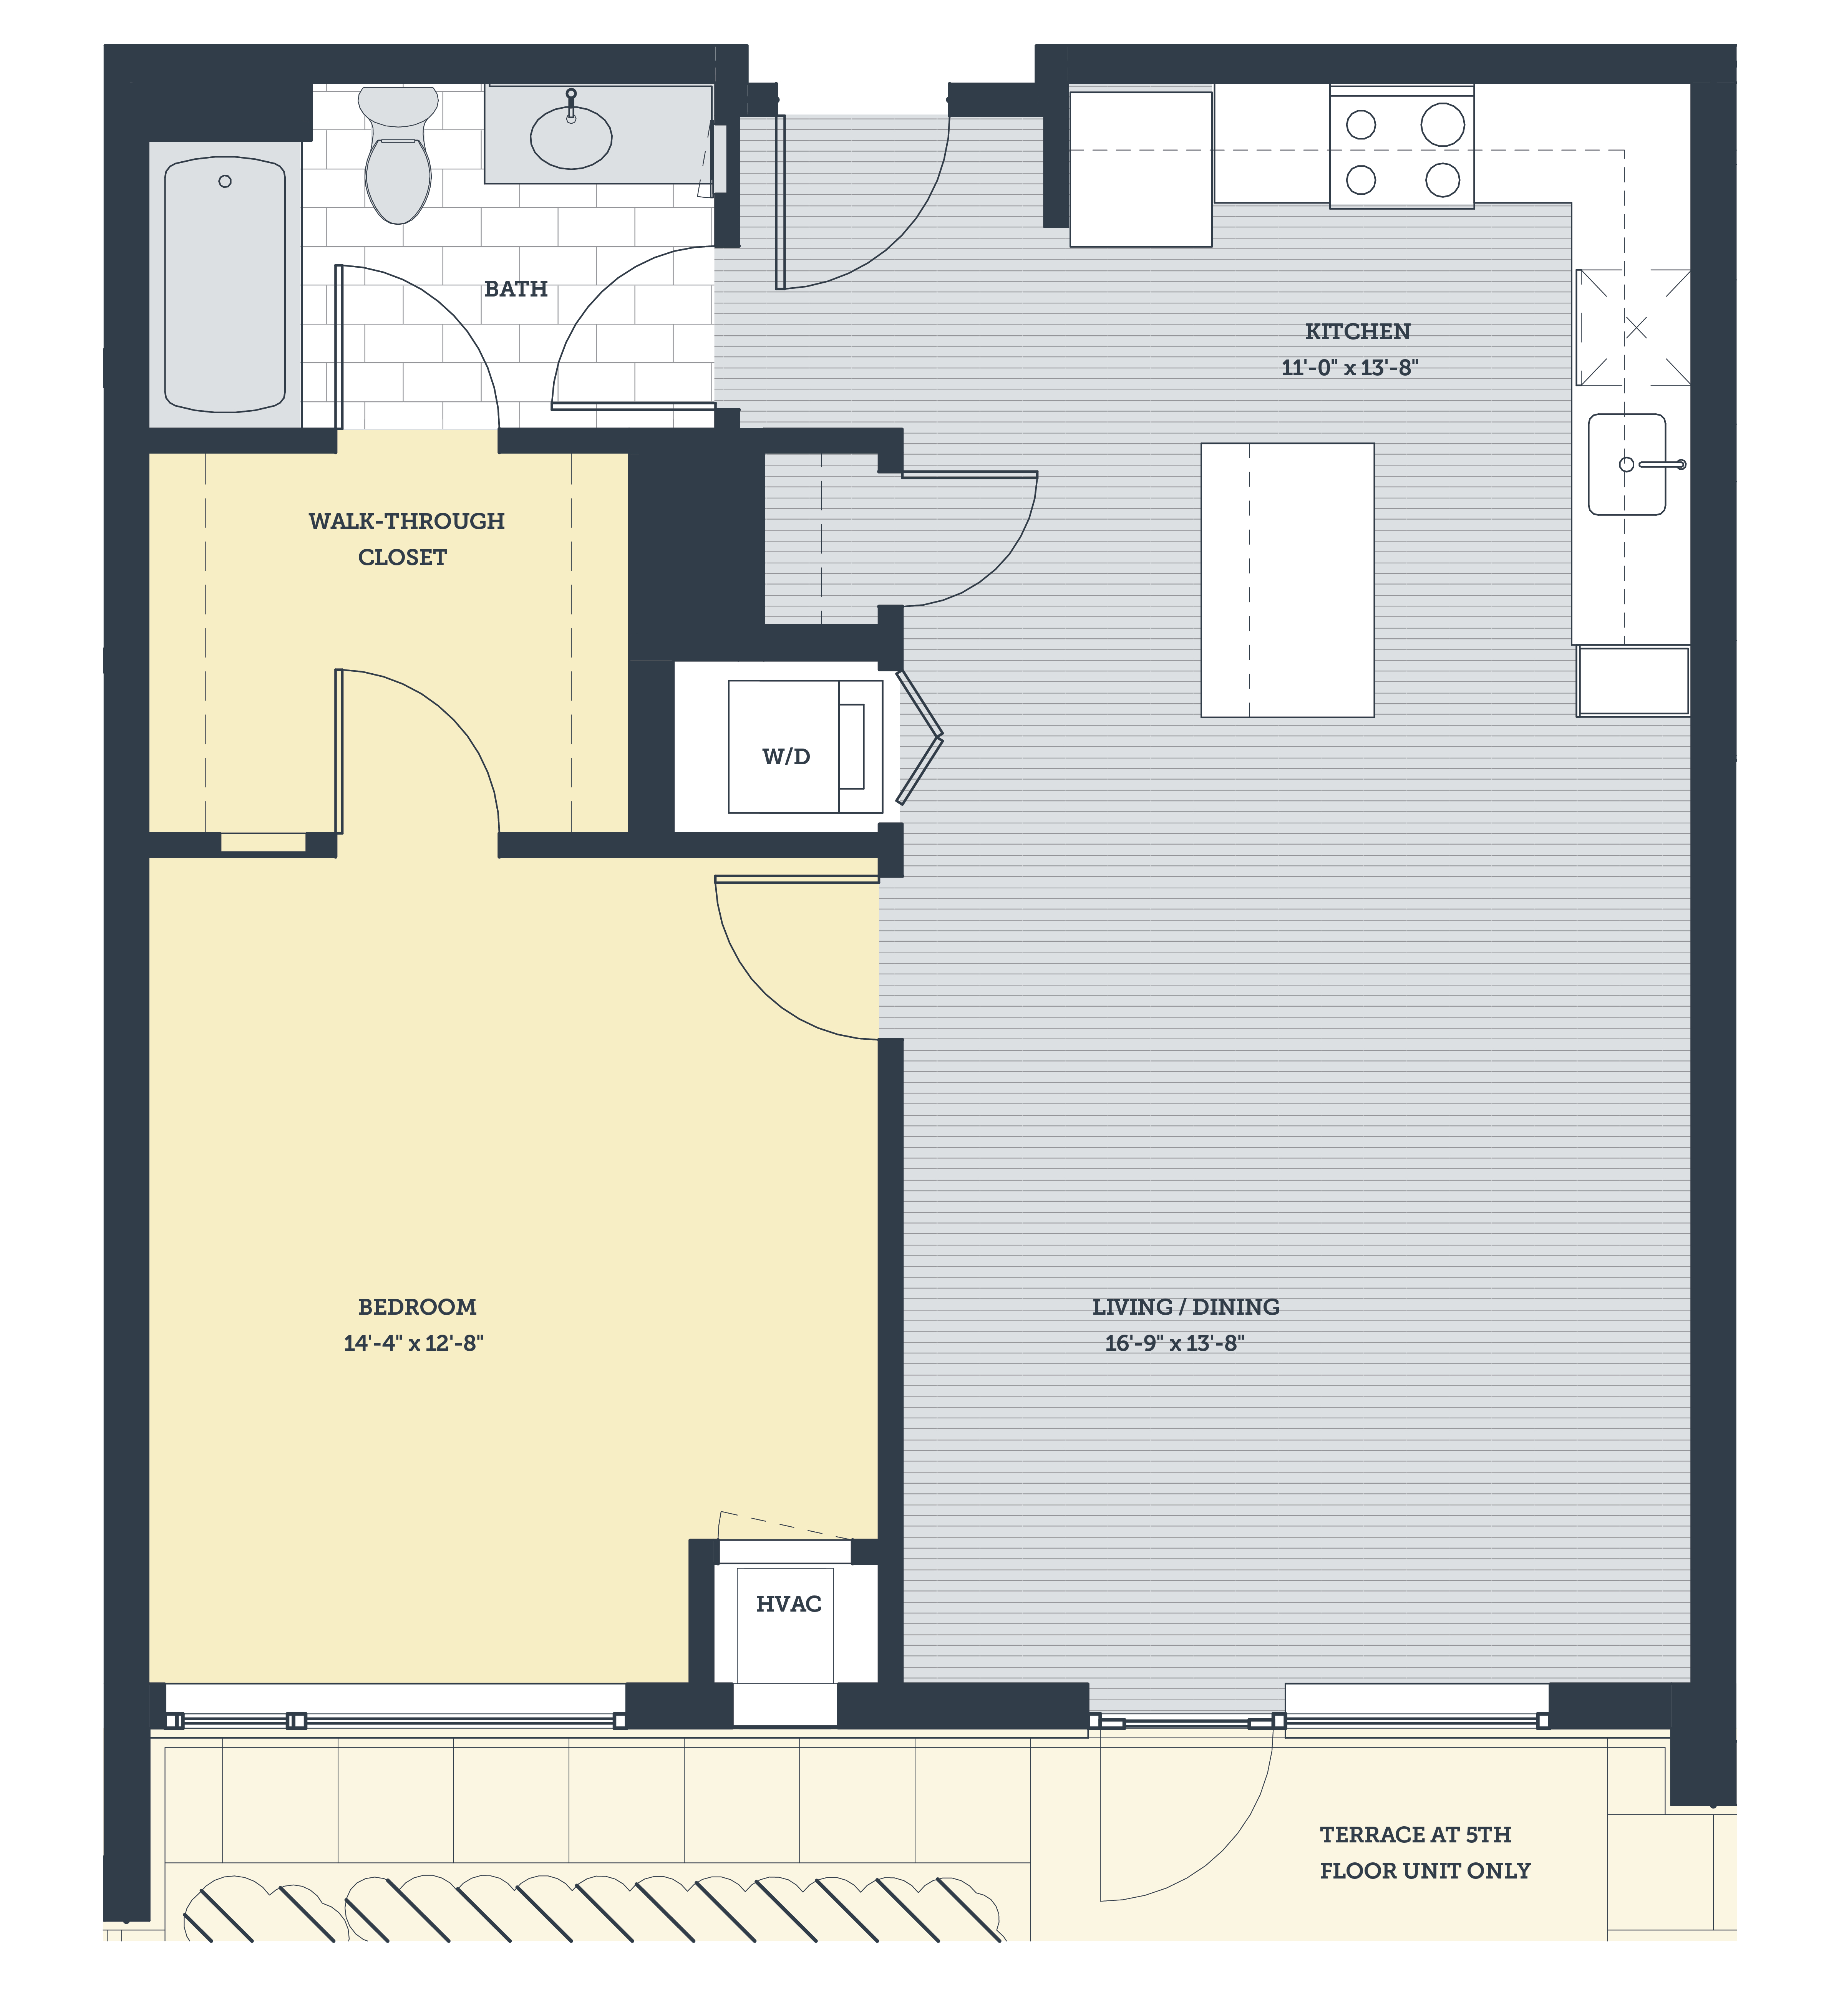 BATH
KITCHEN
11'-0" x 13'-8"
WALK-THROUGH
CLOSET
W/D
BEDROOM
14'-4" x 12'-8"
LIVING / DINING
16'-9" x 13'-8"
HVAC
TERRACE AT 5TH
FLOOR UNIT ONLY